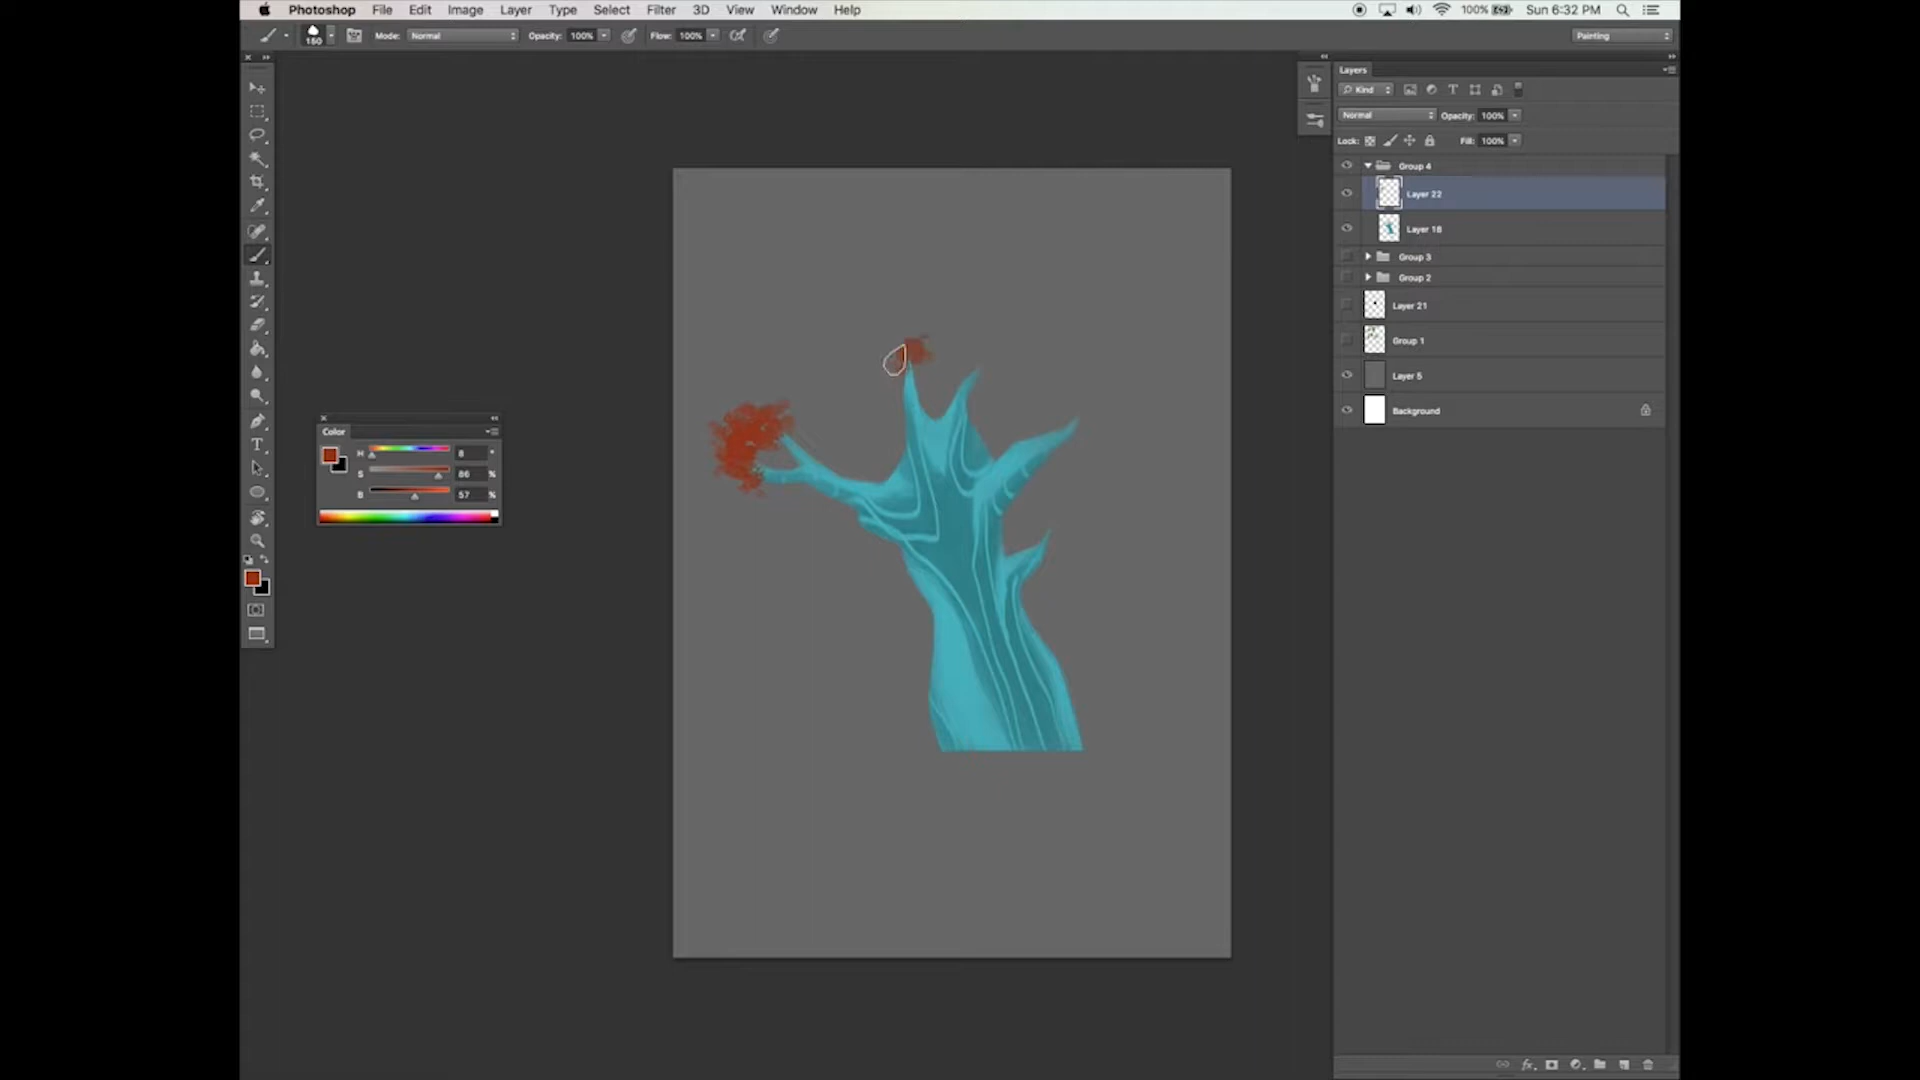 Photoshop File Edit Image Layer Type Select Filter 3D View Window Help 100% Sun 6:32 PM
150 Mode: Normal Opacity: 100% Flow: 100% Painting
Layers
Kind
Normal Opacity: 100%
Lock: Fill: 100%
Group 4
Layer 22
Layer 18
Group 3
Group 2
Layer 21
Group 1
Layer 5
Background
Color
H 8 °
S 86 %
B 57 %